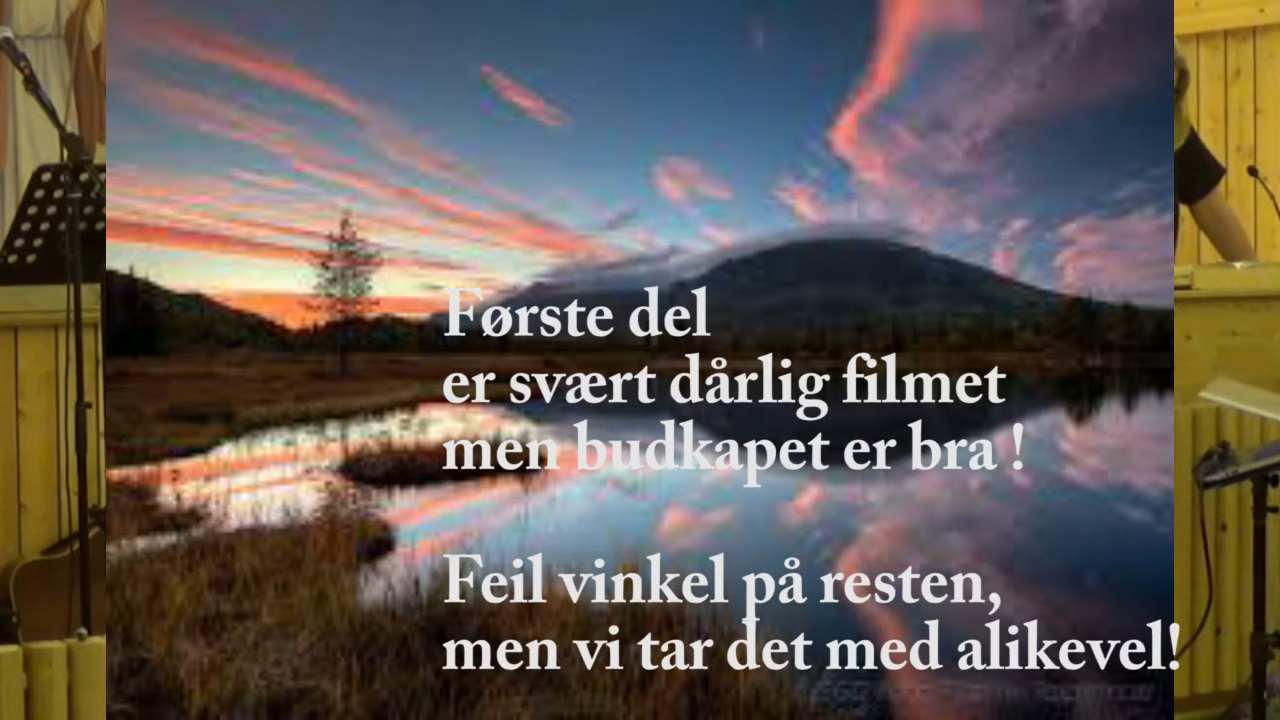 Første del
er svært dårlig filmet
men budkapet er bra !
Feil vinkel på resten,
men vi tar det med alikevel!